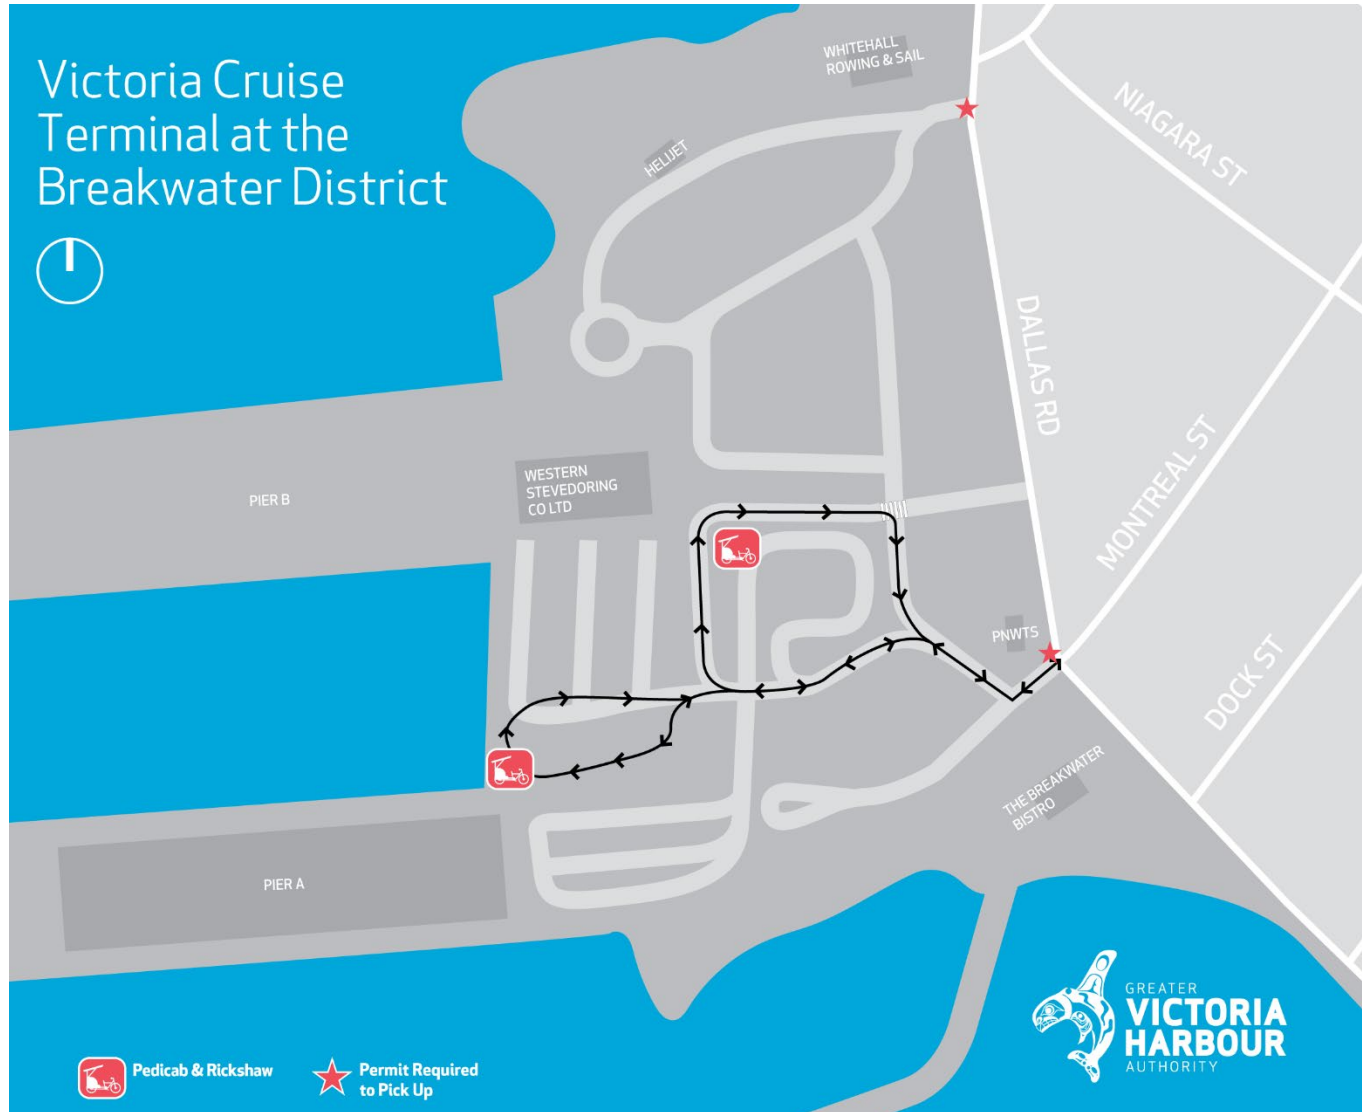 Victoria Cruise
Terminal at the
Breakwater District
WHITEHALL
ROWING & SAIL
HELIJET
NIAGARA ST
DALLAS RD
MONTREAL ST
DOCK ST
PIER B
WESTERN
STEVEDORING
CO LTD
PNWTS
THE BREAKWATER
BISTRO
PIER A
Pedicab & Rickshaw
Permit Required
to Pick Up
GREATER
VICTORIA
HARBOUR
AUTHORITY